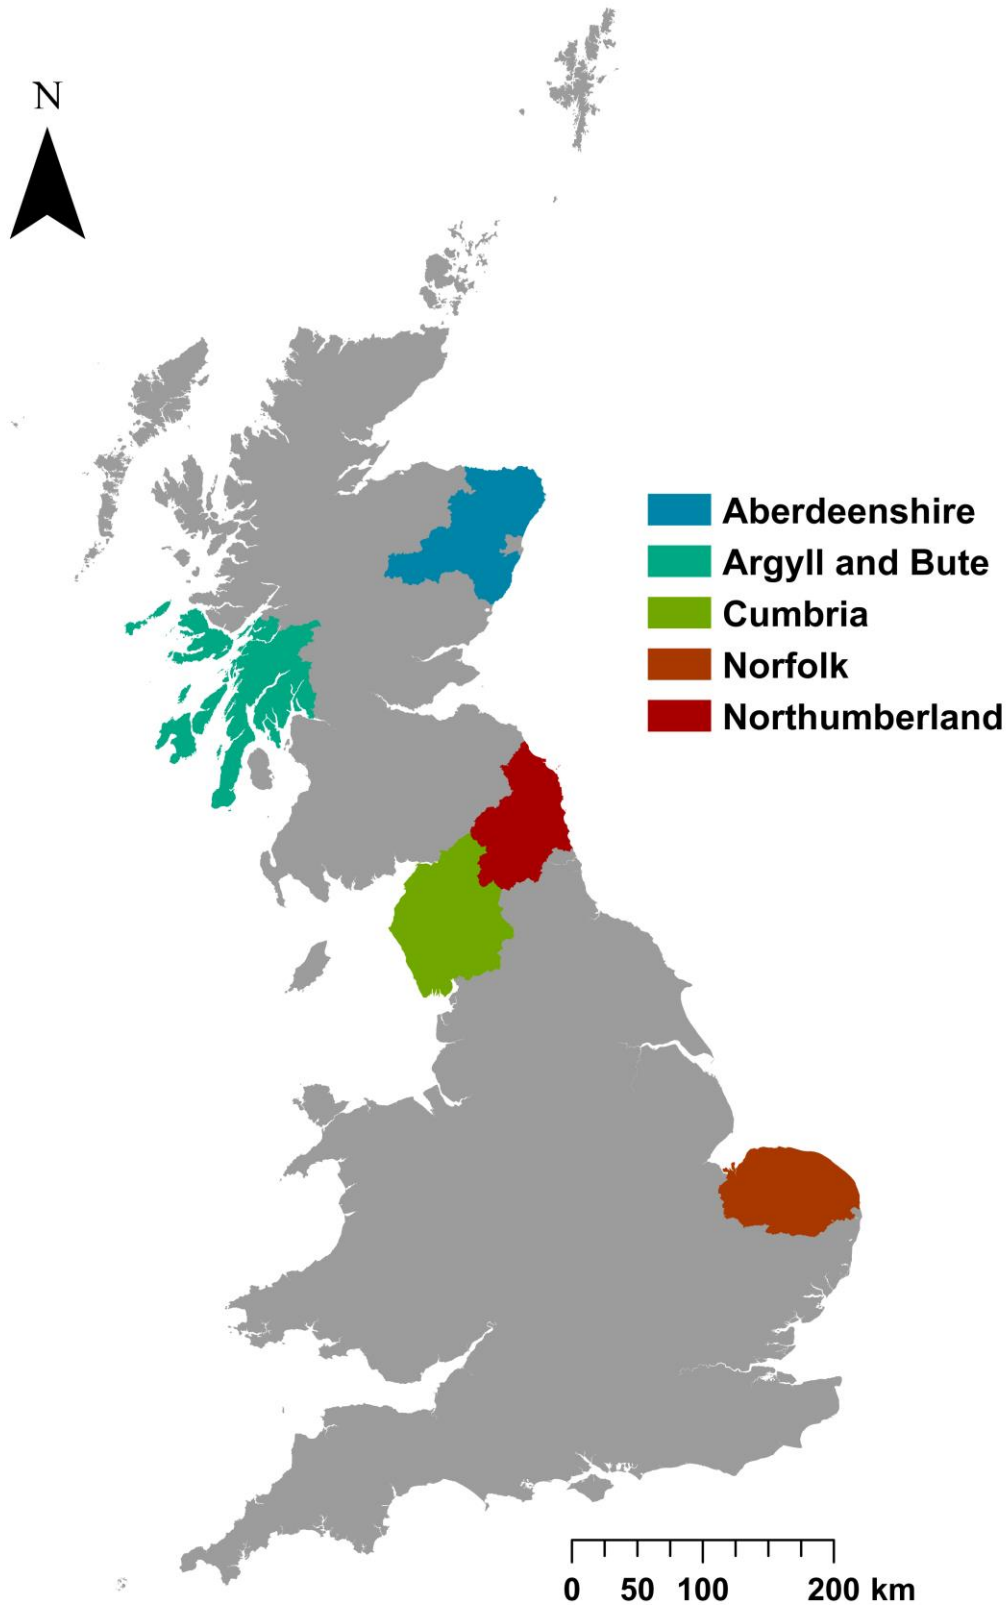 N
Aberdeenshire
Argyll and Bute
Cumbria
Norfolk
Northumberland
0 50 100 200 km